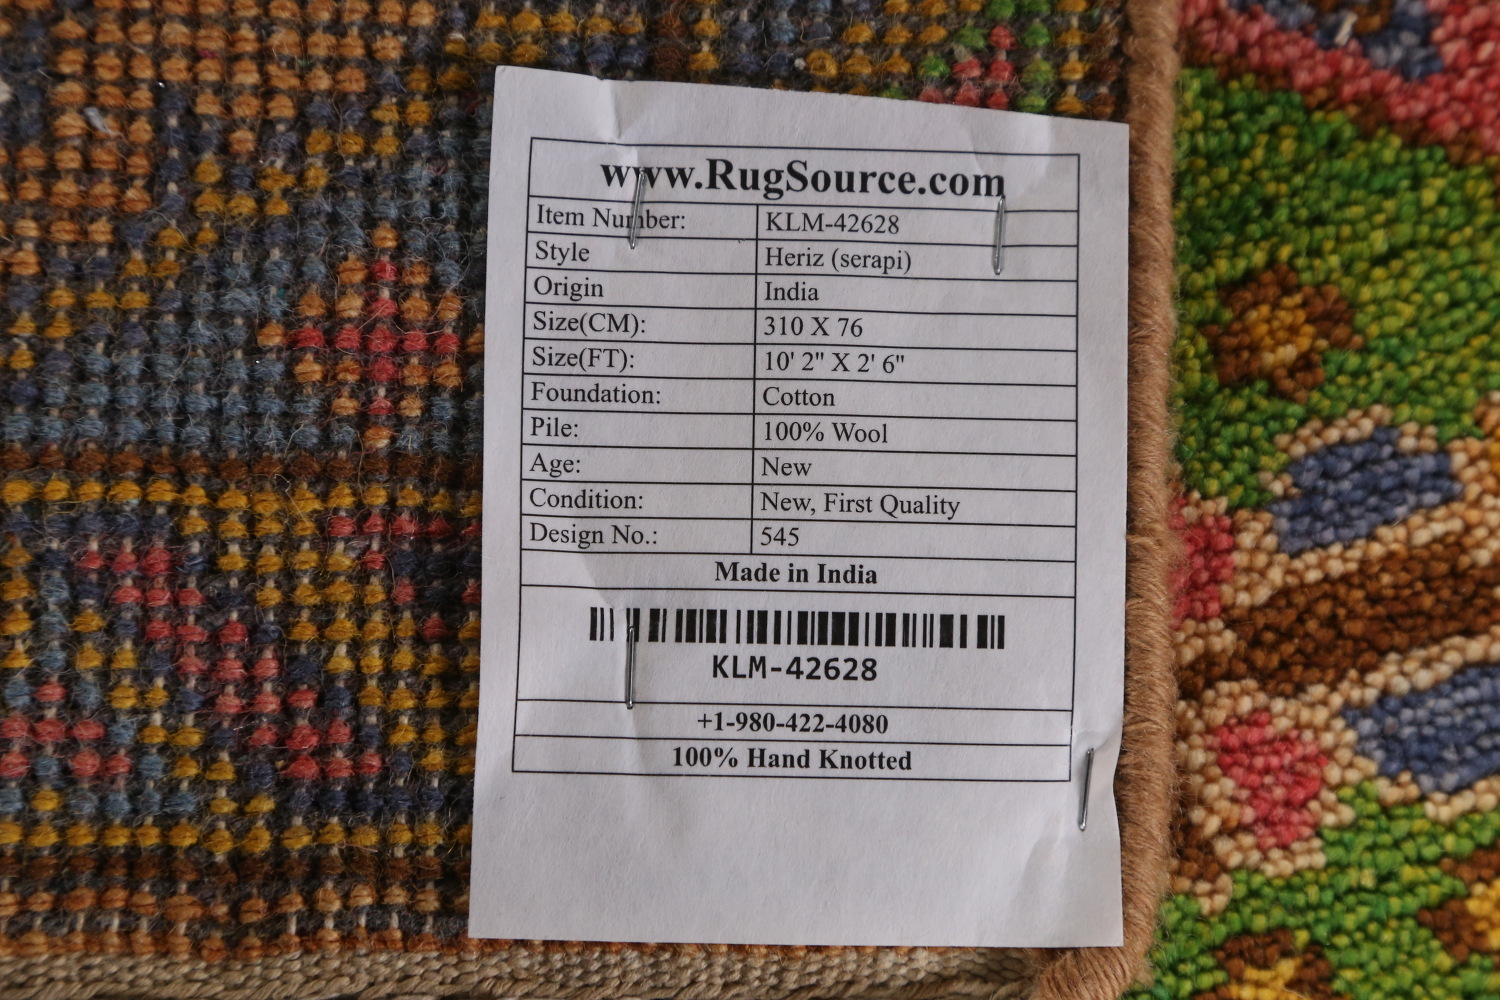 www.RugSource.com
Item Number: KLM-42628
Style Heriz (serapi)
Origin India
Size(CM): 310 X 76
Size(FT): 10' 2" X 2' 6"
Foundation: Cotton
Pile: 100% Wool
Age: New
Condition: New, First Quality
Design No.: 545
Made in India
KLM-42628
+1-980-422-4080
100% Hand Knotted